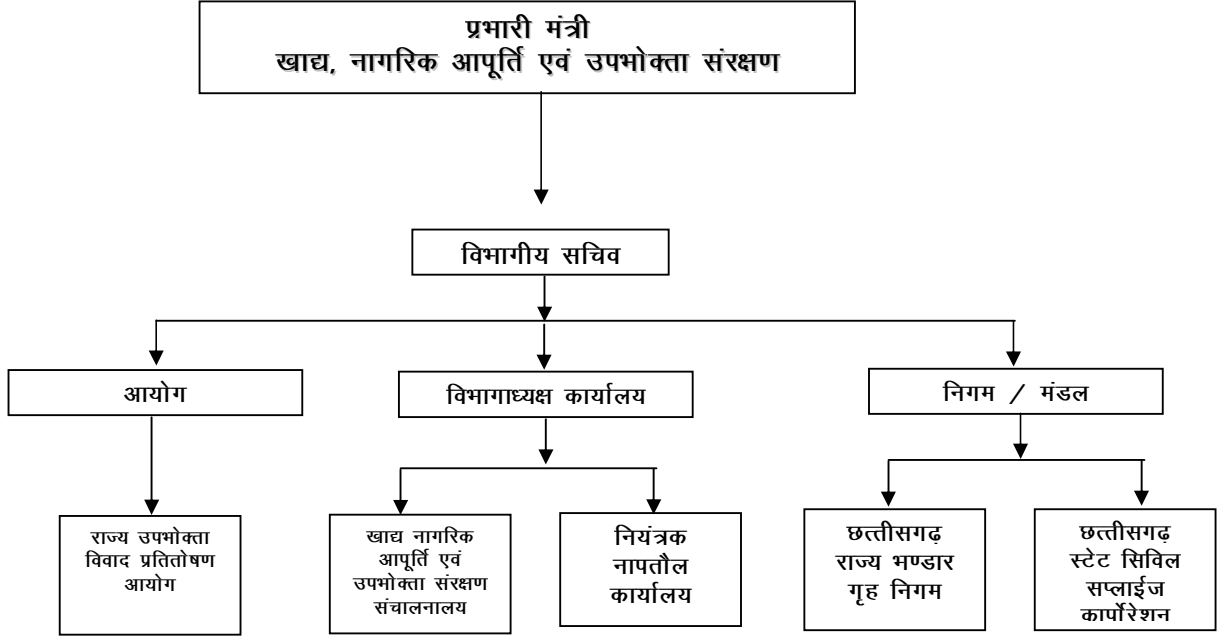 प्रभारी मंत्री
खाद्य, नागरिक आपूर्ति एवं उपभोक्ता संरक्षण
विभागीय सचिव
आयोग
विभागाध्यक्ष कार्यालय
निगम / मंडल
राज्य उपभोक्ता
विवाद प्रतितोषण
आयोग
खाद्य नागरिक
आपूर्ति एवं
उपभोक्ता संरक्षण
संचालनालय
नियंत्रक
नापतौल
कार्यालय
छत्तीसगढ़
राज्य भण्डार
गृह निगम
छत्तीसगढ़
स्टेट सिविल
सप्लाईज
कार्पोरेशन